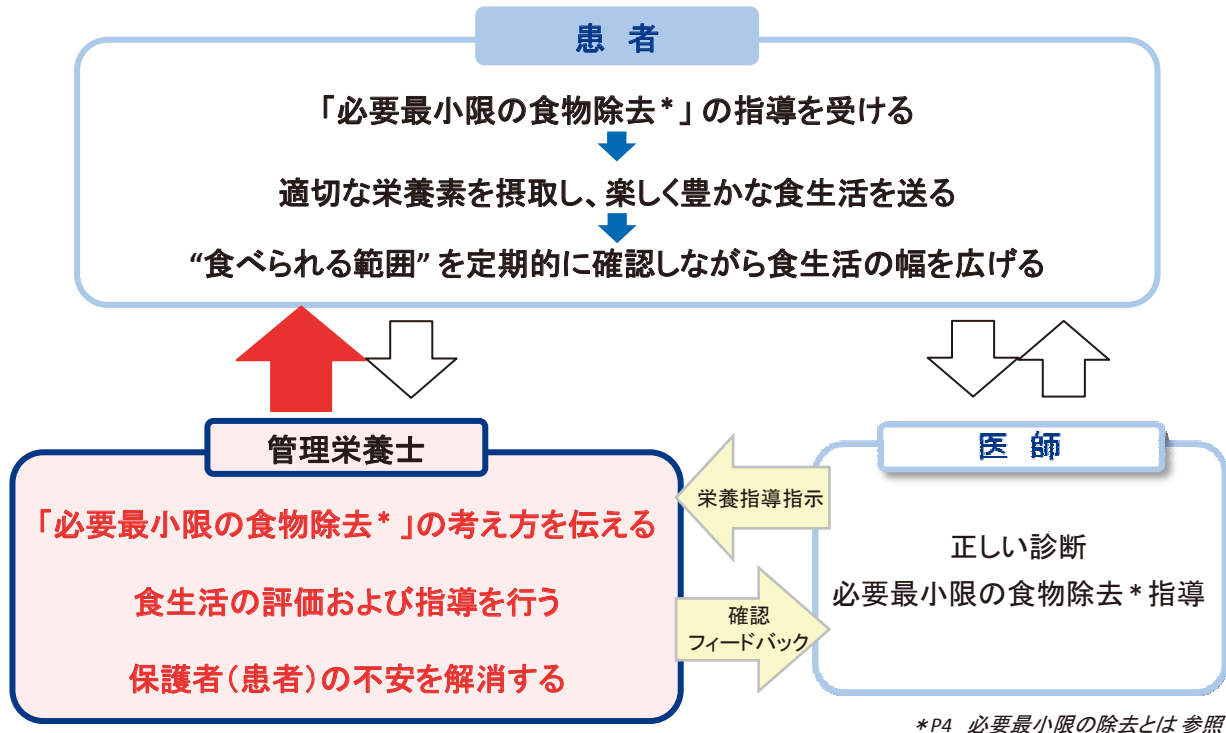 患 者
「必要最小限の食物除去*」の指導を受ける
適切な栄養素を摂取し、楽しく豊かな食生活を送る
“食べられる範囲” を定期的に確認しながら食生活の幅を広げる
管理栄養士
「必要最小限の食物除去*」の考え方を伝える
食生活の評価および指導を行う
保護者(患者)の不安を解消する
栄養指導指示
確認
フィードバック
医 師
正しい診断
必要最小限の食物除去*指導
*P4 必要最小限の除去とは 参照